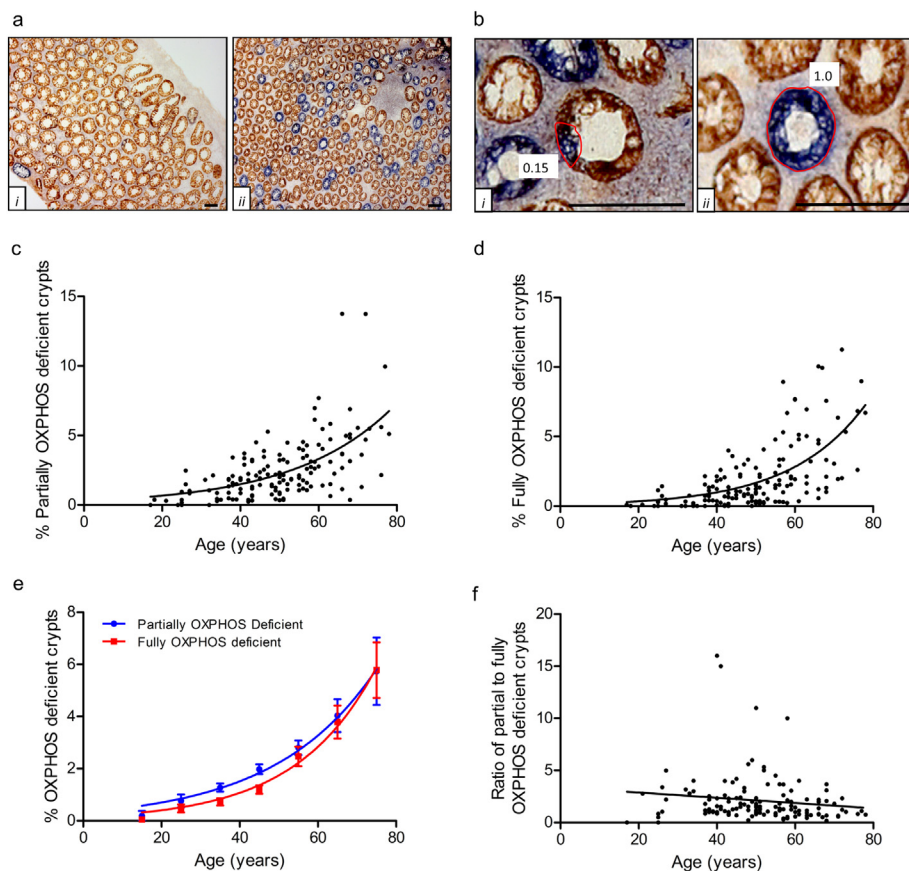 a
b
i
ii
0.15
i
1.0
ii
c
d
% Partially OXPHOS deficient crypts
15
10
5
0
0 20 40 60 80
Age (years)
% Fully OXPHOS deficient crypts
15
10
5
0
0 20 40 60 80
Age (years)
e
f
% OXPHOS deficient crypts
8
6
4
2
0
Partially OXPHOS Deficient
Fully OXPHOS deficient
0 20 40 60 80
Age (years)
Ratio of partial to fully
OXPHOS deficient crypts
20
15
10
5
0
0 20 40 60 80
Age (years)